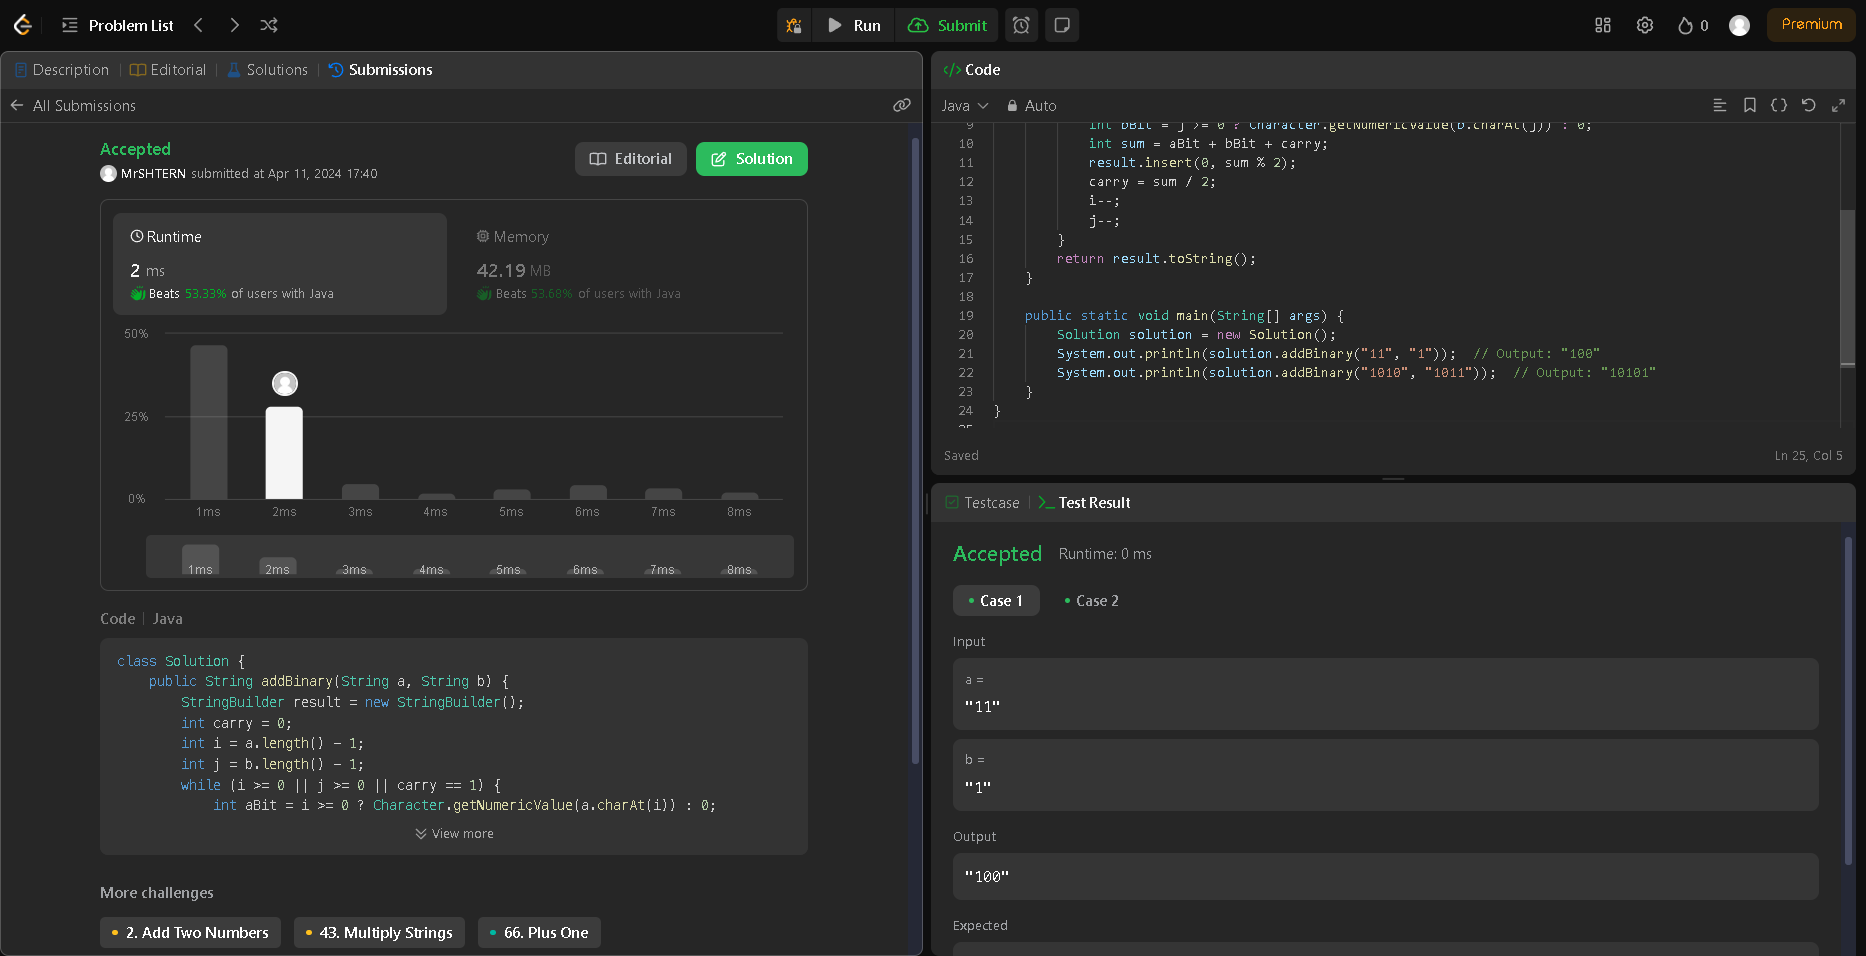 Problem List
Run
Submit
0
Premium
Description
Editorial
Solutions
Submissions
All Submissions
Accepted
MrSHTERN submitted at Apr 11, 2024 17:40
Editorial
Solution
Runtime
2 ms
Beats 53.33% of users with Java
Memory
42.19 MB
Beats 53.68% of users with Java
50%
25%
0%
1ms 2ms 3ms 4ms 5ms 6ms 7ms 8ms
1ms 2ms 3ms 4ms 5ms 6ms 7ms 8ms
Code | Java
class Solution {
    public String addBinary(String a, String b) {
        StringBuilder result = new StringBuilder();
        int carry = 0;
        int i = a.length() - 1;
        int j = b.length() - 1;
        while (i >= 0 || j >= 0 || carry == 1) {
            int aBit = i >= 0 ? Character.getNumericValue(a.charAt(i)) : 0;
View more
More challenges
2. Add Two Numbers
43. Multiply Strings
66. Plus One
</> Code
Java
Auto
9 int bBit = j >= 0 ? Character.getNumericValue(b.charAt(j)) : 0;
10 int sum = aBit + bBit + carry;
11 result.insert(0, sum % 2);
12 carry = sum / 2;
13 i--;
14 j--;
15 }
16 return result.toString();
17 }
18
19 public static void main(String[] args) {
20 Solution solution = new Solution();
21 System.out.println(solution.addBinary("11", "1"));  // Output: "100"
22 System.out.println(solution.addBinary("1010", "1011"));  // Output: "10101"
23 }
24 }
25
Saved
Ln 25, Col 5
Testcase
>_ Test Result
Accepted
Runtime: 0 ms
Case 1
Case 2
Input
a =
"11"
b =
"1"
Output
"100"
Expected